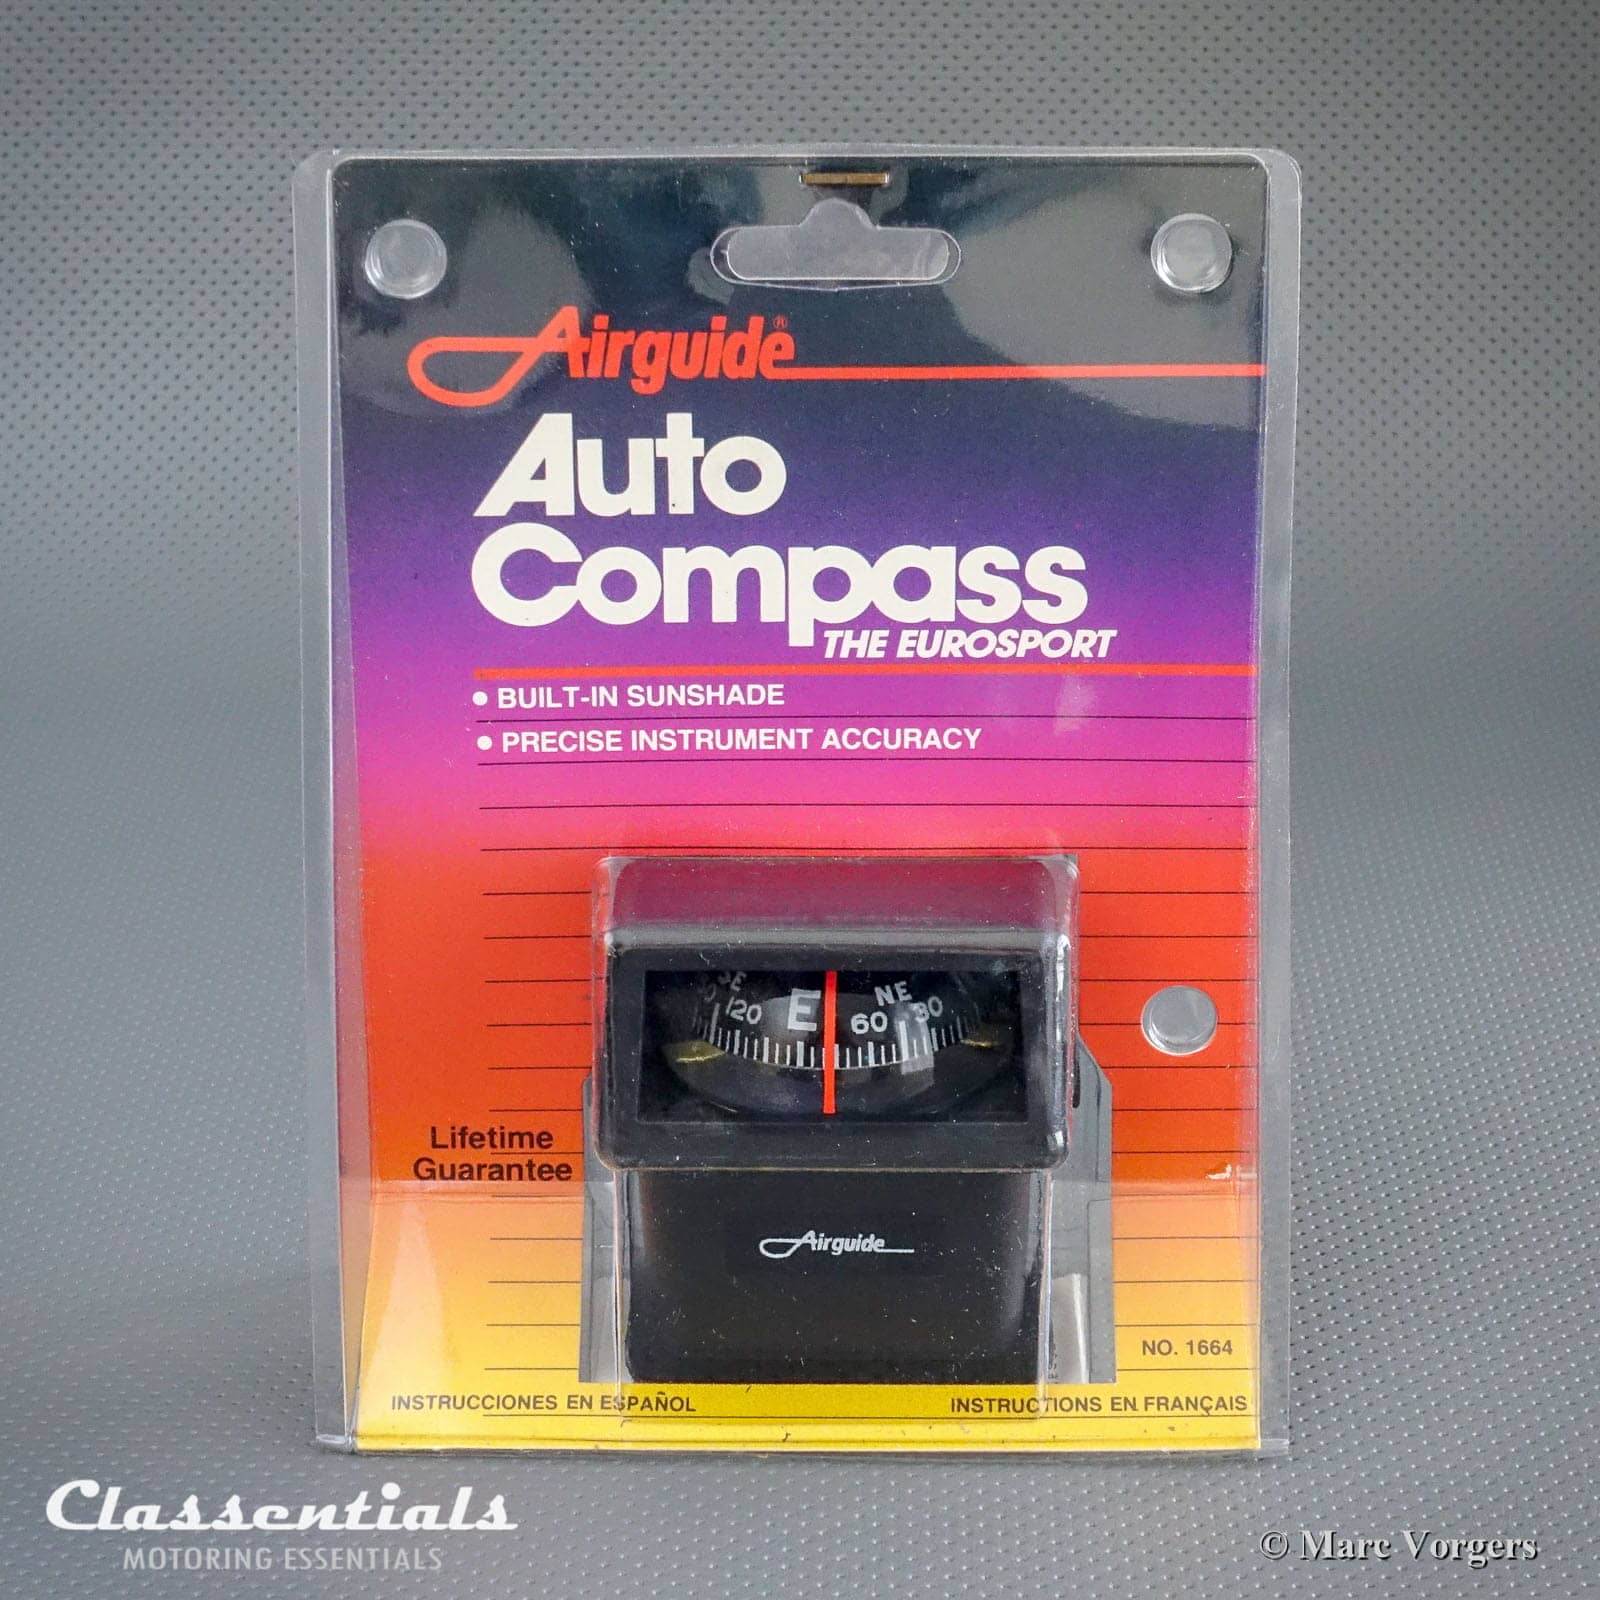 Airguide®
Auto
Compass
THE EUROSPORT
• BUILT-IN SUNSHADE
• PRECISE INSTRUMENT ACCURACY
SE E NE
120 60 30
Lifetime
Guarantee
Airguide
NO. 1664
INSTRUCCIONES EN ESPAÑOL INSTRUCTIONS EN FRANÇAIS
Classentials
MOTORING ESSENTIALS
© Marc Vorgers